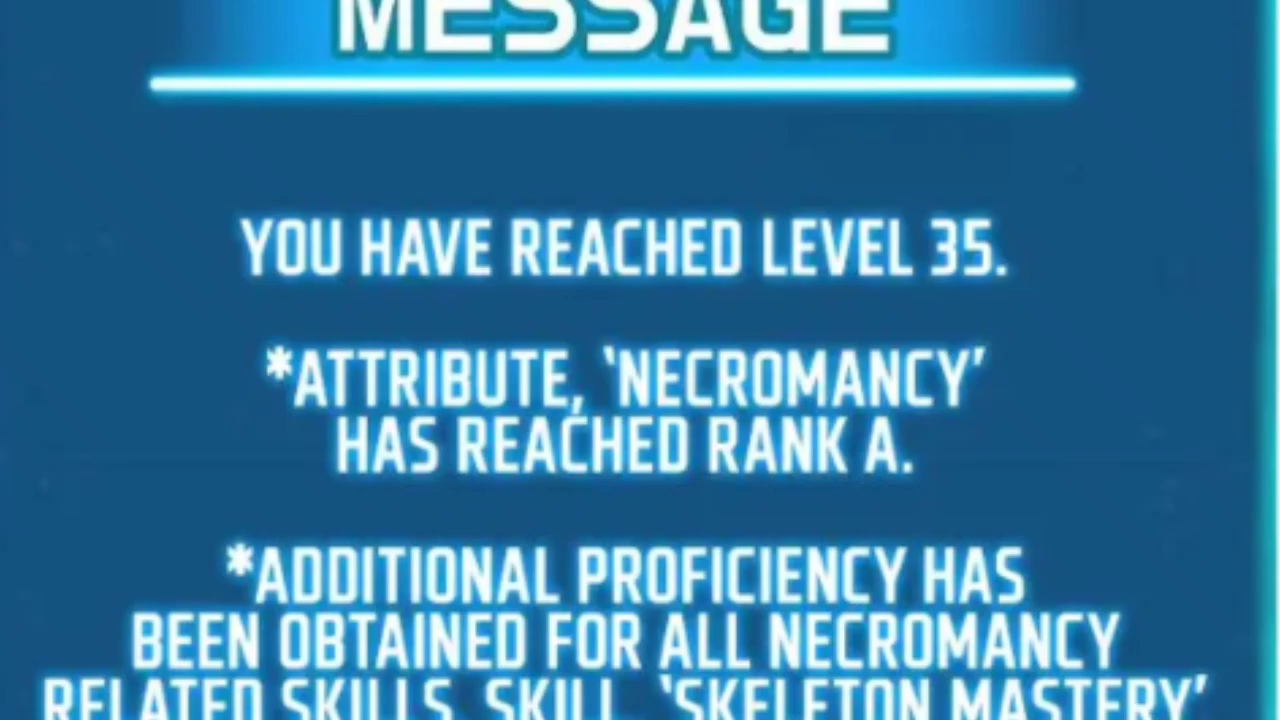 MESSAGE
YOU HAVE REACHED LEVEL 35.
*ATTRIBUTE, 'NECROMANCY'
HAS REACHED RANK A.
*ADDITIONAL PROFICIENCY HAS
BEEN OBTAINED FOR ALL NECROMANCY
RELATED SKILLS. SKILL, 'SKELETON MASTERY'